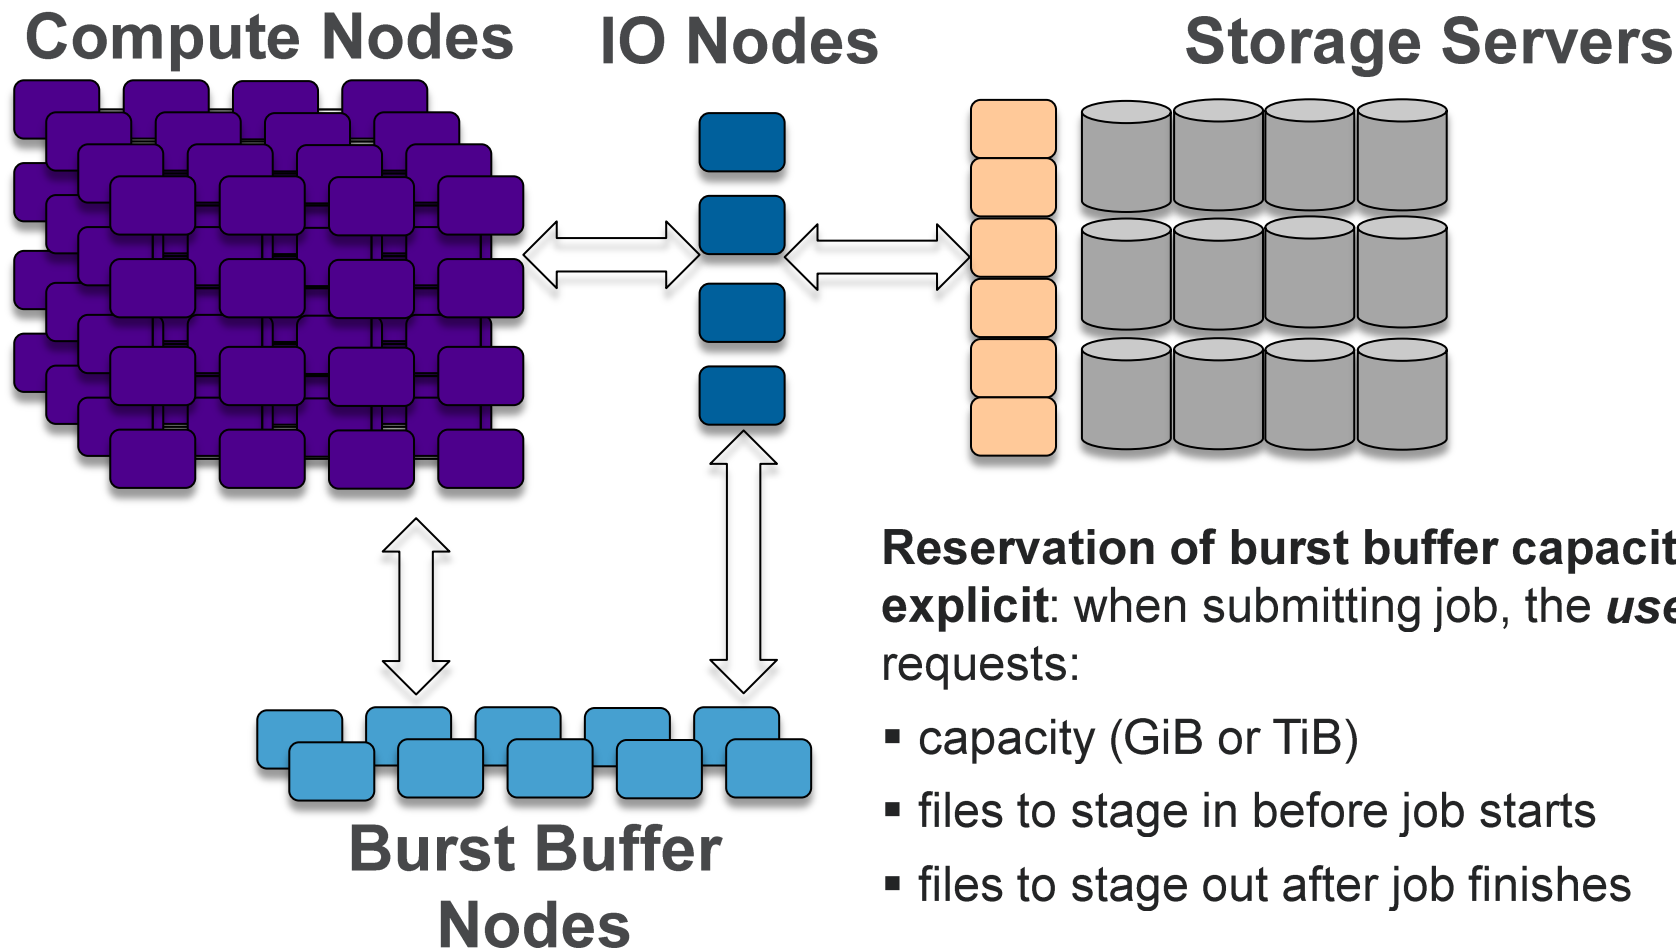 Compute Nodes
IO Nodes
Storage Servers
Reservation of burst buffer capacit
explicit: when submitting job, the use
requests:
▪ capacity (GiB or TiB)
▪ files to stage in before job starts
▪ files to stage out after job finishes
Burst Buffer
Nodes